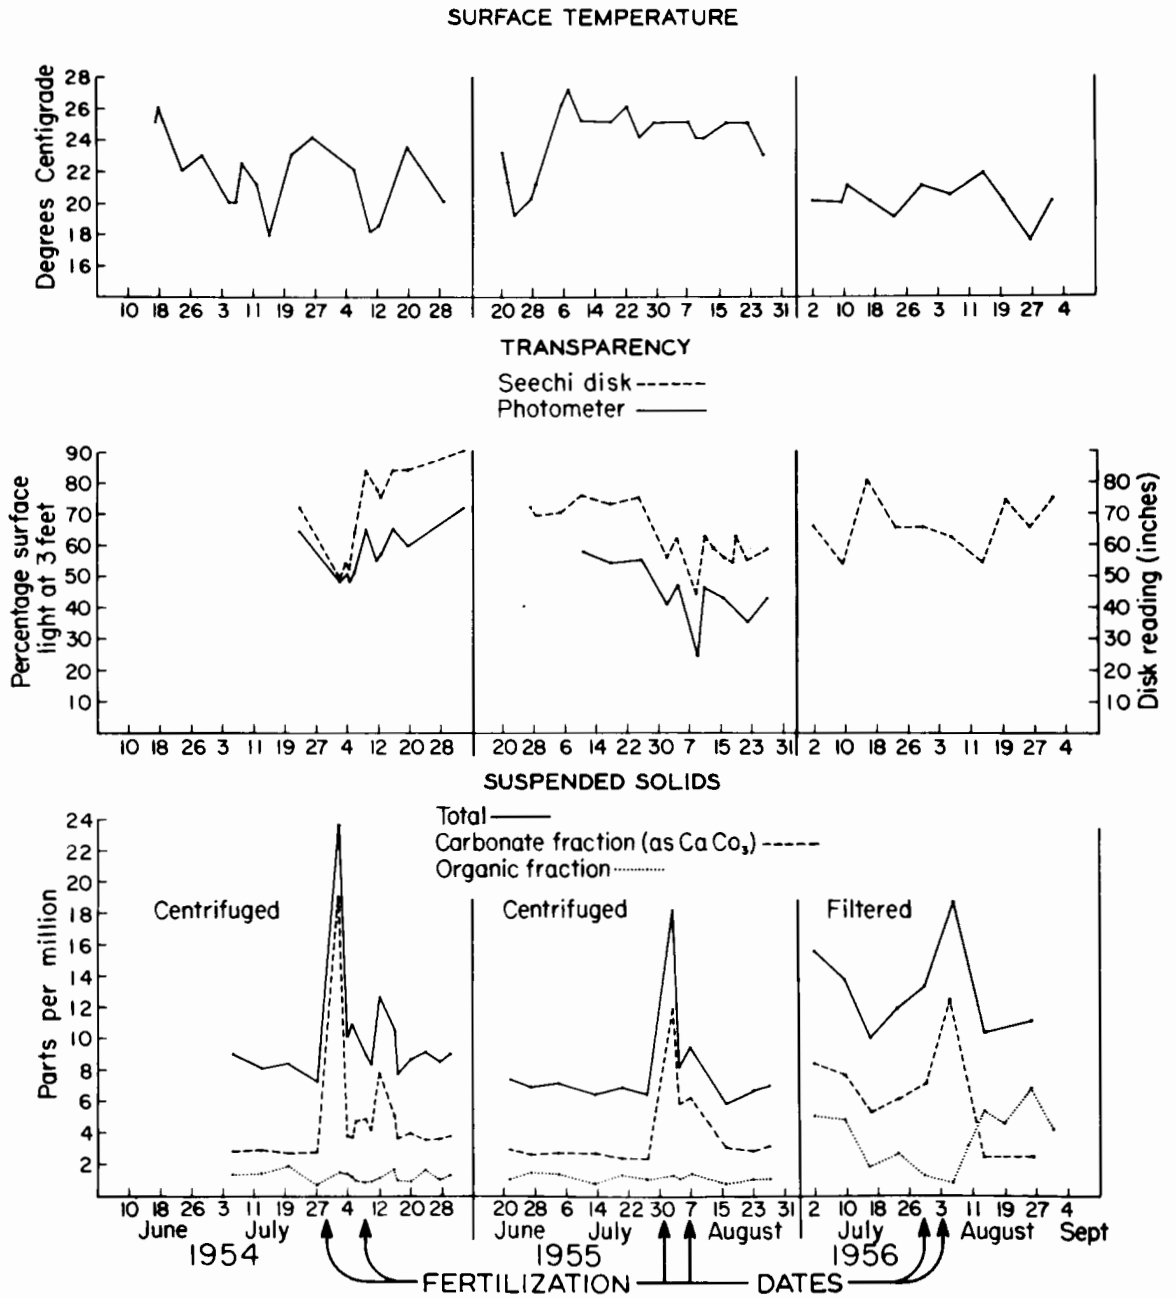 SURFACE TEMPERATURE
Degrees Centigrade
28
26
24
22
20
18
16
10 18 26 3 11 19 27 4 12 20 28 20 28 6 14 22 30 7 15 23 31 2 10 18 26 3 11 19 27 4
TRANSPARENCY
Seechi disk
Photometer
Percentage surface
light at 3 feet
90
80
70
60
50
40
30
20
10
80
70
60
50
40
30
20
10
Disk reading (inches)
10 18 26 3 11 19 27 4 12 20 28 20 28 6 14 22 30 7 15 23 31 2 10 18 26 3 11 19 27 4
SUSPENDED SOLIDS
Total
Carbonate fraction (as Ca Co₃)
Organic fraction
Parts per million
24
22
20
18
16
14
12
10
8
6
4
2
Centrifuged Centrifuged Filtered
10 18 26 3 11 19 27 4 12 20 28 20 28 6 14 22 30 7 15 23 31 2 10 18 26 3 11 19 27 4
June July June July August July August Sept
1954 1955 1956
FERTILIZATION DATES